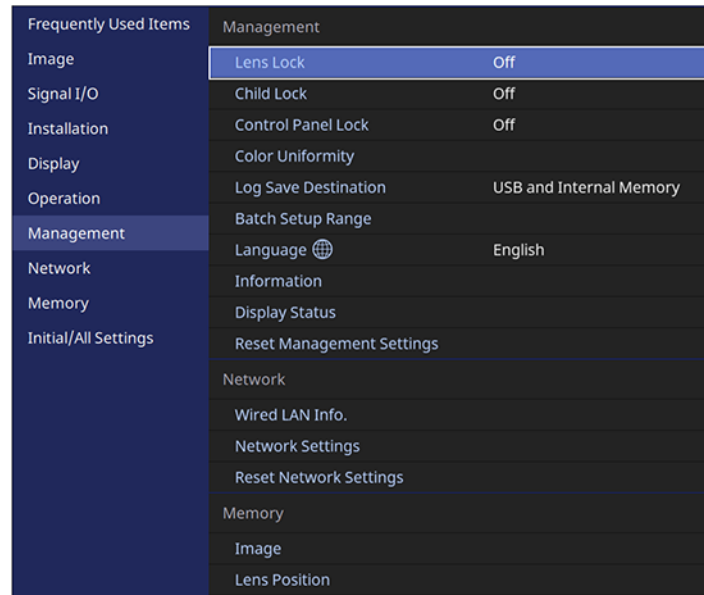 Frequently Used Items
Image
Signal I/O
Installation
Display
Operation
Management
Network
Memory
Initial/All Settings
Management
Lens Lock Off
Child Lock Off
Control Panel Lock Off
Color Uniformity
Log Save Destination USB and Internal Memory
Batch Setup Range
Language English
Information
Display Status
Reset Management Settings
Network
Wired LAN Info.
Network Settings
Reset Network Settings
Memory
Image
Lens Position